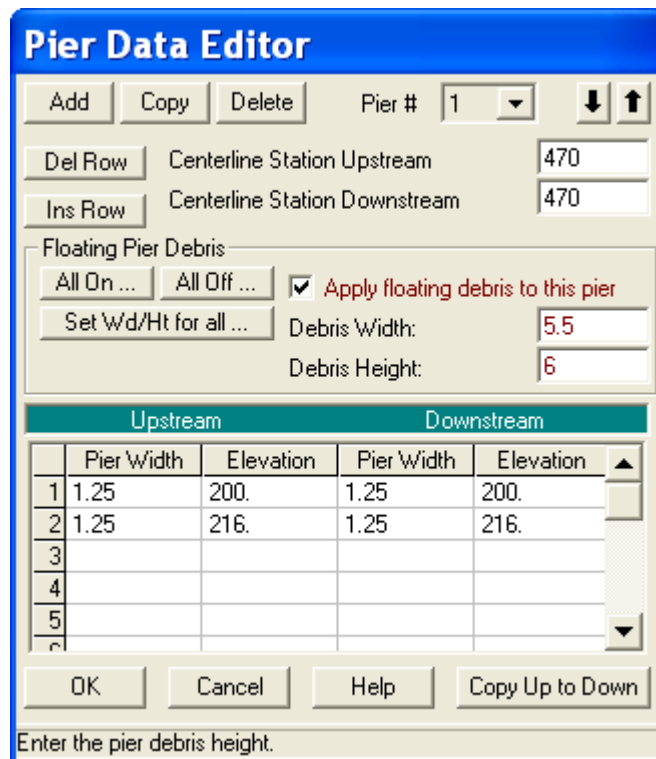 Pier Data Editor
Add Copy Delete Pier # 1
Del Row Centerline Station Upstream 470
Ins Row Centerline Station Downstream 470
Floating Pier Debris
All On ... All Off ... Apply floating debris to this pier
Set Wd/Ht for all ... Debris Width: 5.5
Debris Height: 6
Upstream Downstream
Pier Width Elevation Pier Width Elevation
1 1.25 200. 1.25 200.
2 1.25 216. 1.25 216.
3
4
5
OK Cancel Help Copy Up to Down
Enter the pier debris height.